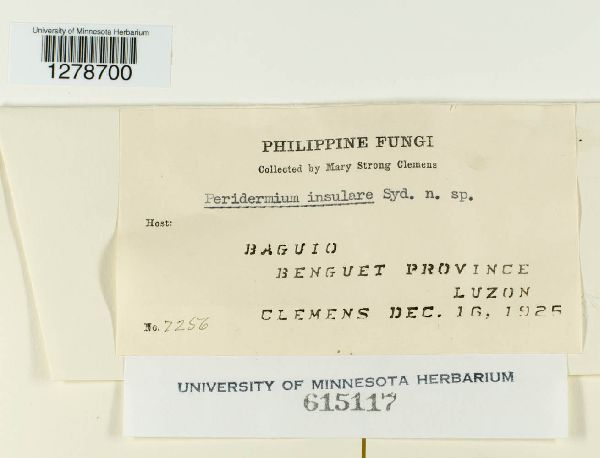 University of Minnesota Herbarium
1278700
PHILIPPINE FUNGI
Collected by Mary Strong Clemens
Peridermium insulare Syd. n. sp.
Host:
BAGUIO
BENGUET PROVINCE
LUZON
CLEMENS DEC. 16, 1925
No. 7256
UNIVERSITY OF MINNESOTA HERBARIUM
615117